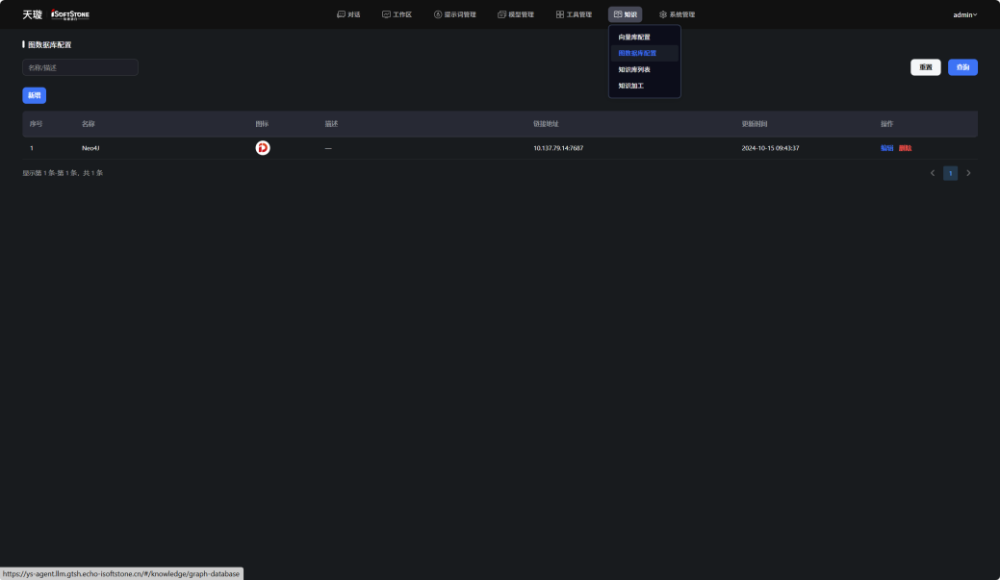 天璇 iSoftStone
对话 工作区 提示词管理 模型管理 工具管理 知识 系统管理 admin
向量库配置
图数据库配置
知识库列表
知识加工
图数据库配置
名称/描述
重置 查询
新增
序号 名称 图标 描述 链接地址 更新时间 操作
1 Neo4J — 10.137.79.14:7687 2024-10-15 09:43:37 编辑 删除
显示第 1 条-第 1 条，共 1 条
1
https://ys-agent.llm.gtsh.echo-isoftstone.cn/#/knowledge/graph-database